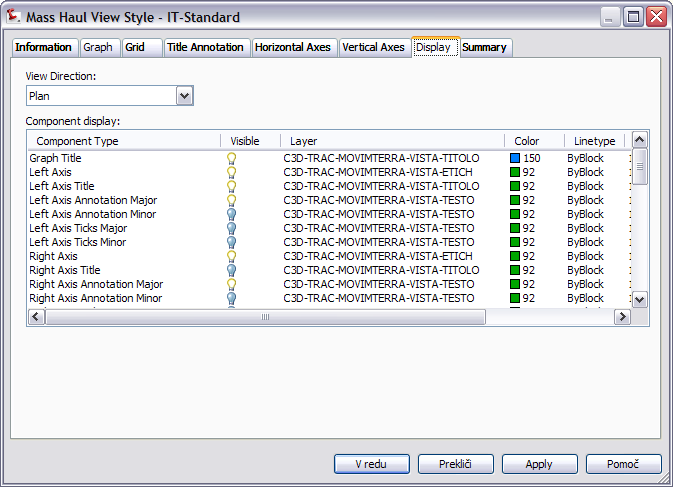 Mass Haul View Style - IT-Standard
Information Graph Grid Title Annotation Horizontal Axes Vertical Axes Display Summary
View Direction:
Plan
Component display:
Component Type Visible Layer Color Linetype
Graph Title C3D-TRAC-MOVIMTERRA-VISTA-TITOLO 150 ByBlock
Left Axis C3D-TRAC-MOVIMTERRA-VISTA-ETICH 92 ByBlock
Left Axis Title C3D-TRAC-MOVIMTERRA-VISTA-TITOLO 92 ByBlock
Left Axis Annotation Major C3D-TRAC-MOVIMTERRA-VISTA-TESTO 92 ByBlock
Left Axis Annotation Minor C3D-TRAC-MOVIMTERRA-VISTA-TESTO 92 ByBlock
Left Axis Ticks Major C3D-TRAC-MOVIMTERRA-VISTA-TESTO 92 ByBlock
Left Axis Ticks Minor C3D-TRAC-MOVIMTERRA-VISTA-TESTO 92 ByBlock
Right Axis C3D-TRAC-MOVIMTERRA-VISTA-ETICH 92 ByBlock
Right Axis Title C3D-TRAC-MOVIMTERRA-VISTA-TITOLO 92 ByBlock
Right Axis Annotation Major C3D-TRAC-MOVIMTERRA-VISTA-TESTO 92 ByBlock
Right Axis Annotation Minor C3D-TRAC-MOVIMTERRA-VISTA-TESTO 92 ByBlock
V redu Prekliči Apply Pomoč